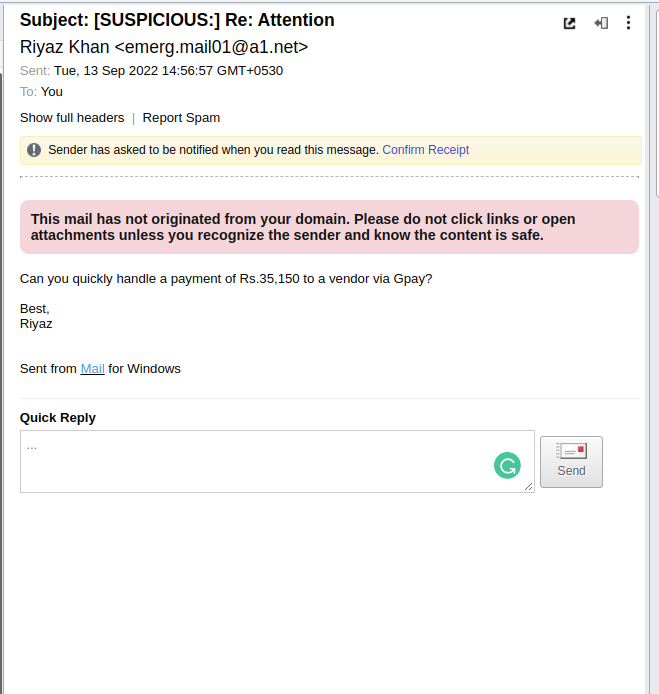 Subject: [SUSPICIOUS:] Re: Attention
Riyaz Khan <emerg.mail01@a1.net>
Sent: Tue, 13 Sep 2022 14:56:57 GMT+0530
To: You
Show full headers | Report Spam
Sender has asked to be notified when you read this message. Confirm Receipt
This mail has not originated from your domain. Please do not click links or open
attachments unless you recognize the sender and know the content is safe.
Can you quickly handle a payment of Rs.35,150 to a vendor via Gpay?
Best,
Riyaz
Sent from Mail for Windows
Quick Reply
...
Send